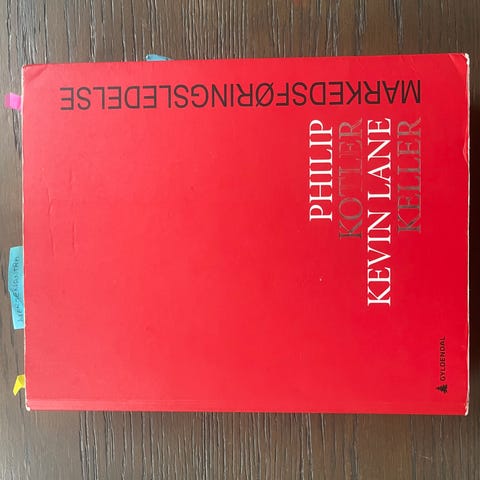 MARKEDSFØRINGSLEDELSE
PHILIP
KOTLER
KEVIN LANE
KELLER
GYLDENDAL